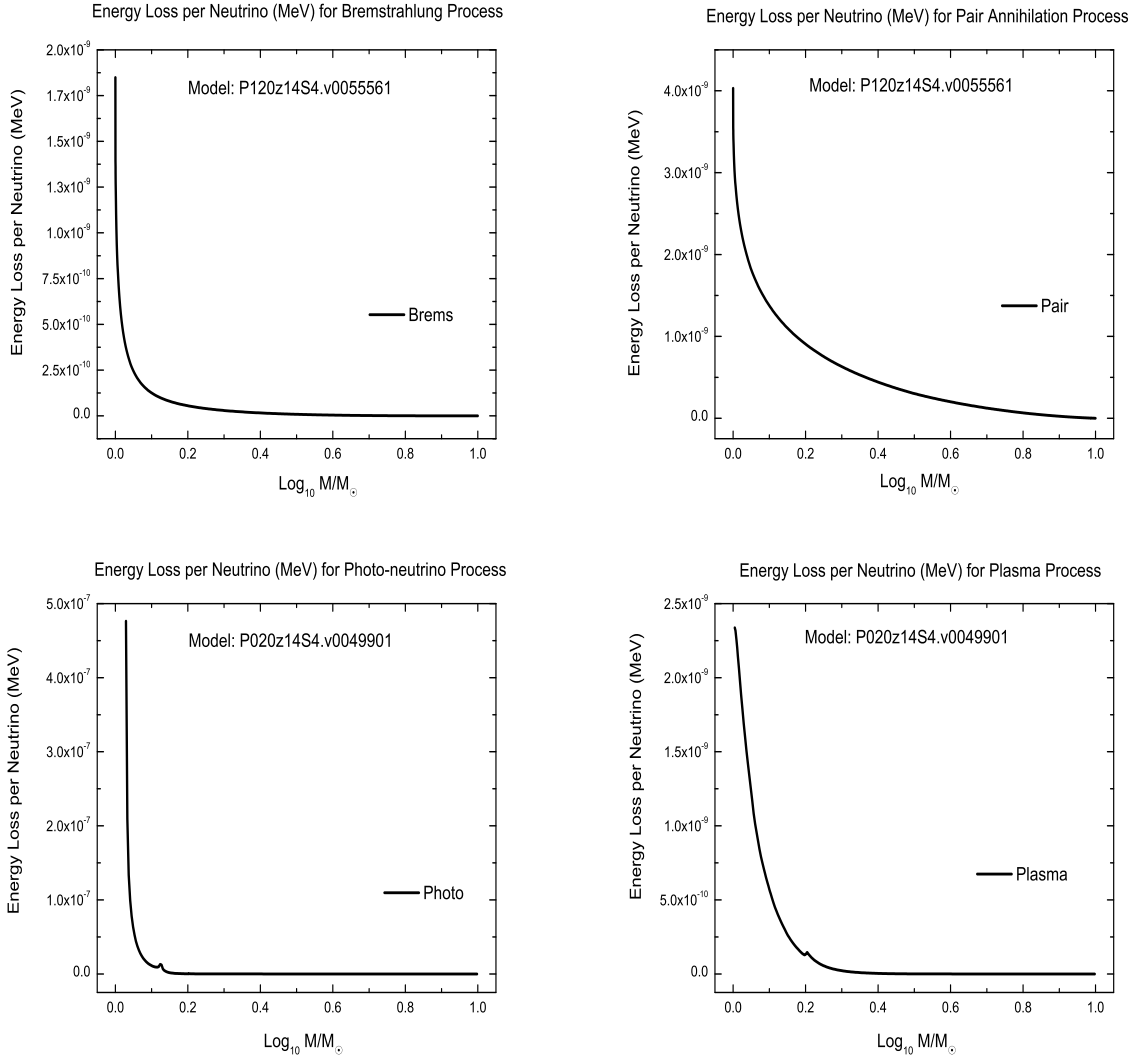 Energy Loss per Neutrino (MeV) for Bremstrahlung Process
Energy Loss per Neutrino (MeV)
2.0x10⁻⁹
1.7x10⁻⁹
1.5x10⁻⁹
1.3x10⁻⁹
1.0x10⁻⁹
7.5x10⁻¹⁰
5.0x10⁻¹⁰
2.5x10⁻¹⁰
0.0
Model: P120z14S4.v0055561
Brems
0.0 0.2 0.4 0.6 0.8 1.0
Log₁₀ M/M☉
Energy Loss per Neutrino (MeV) for Pair Annihilation Process
Energy Loss per Neutrino (MeV)
4.0x10⁻⁹
3.0x10⁻⁹
2.0x10⁻⁹
1.0x10⁻⁹
0.0
Model: P120z14S4.v0055561
Pair
0.0 0.2 0.4 0.6 0.8 1.0
Log₁₀ M/M☉
Energy Loss per Neutrino (MeV) for Photo-neutrino Process
Energy Loss per Neutrino (MeV)
5.0x10⁻⁷
4.0x10⁻⁷
3.0x10⁻⁷
2.0x10⁻⁷
1.0x10⁻⁷
0.0
Model: P020z14S4.v0049901
Photo
0.0 0.2 0.4 0.6 0.8 1.0
Log₁₀ M/M☉
Energy Loss per Neutrino (MeV) for Plasma Process
Energy Loss per Neutrino (MeV)
2.5x10⁻⁹
2.0x10⁻⁹
1.5x10⁻⁹
1.0x10⁻⁹
5.0x10⁻¹⁰
0.0
Model: P020z14S4.v0049901
Plasma
0.0 0.2 0.4 0.6 0.8 1.0
Log₁₀ M/M☉